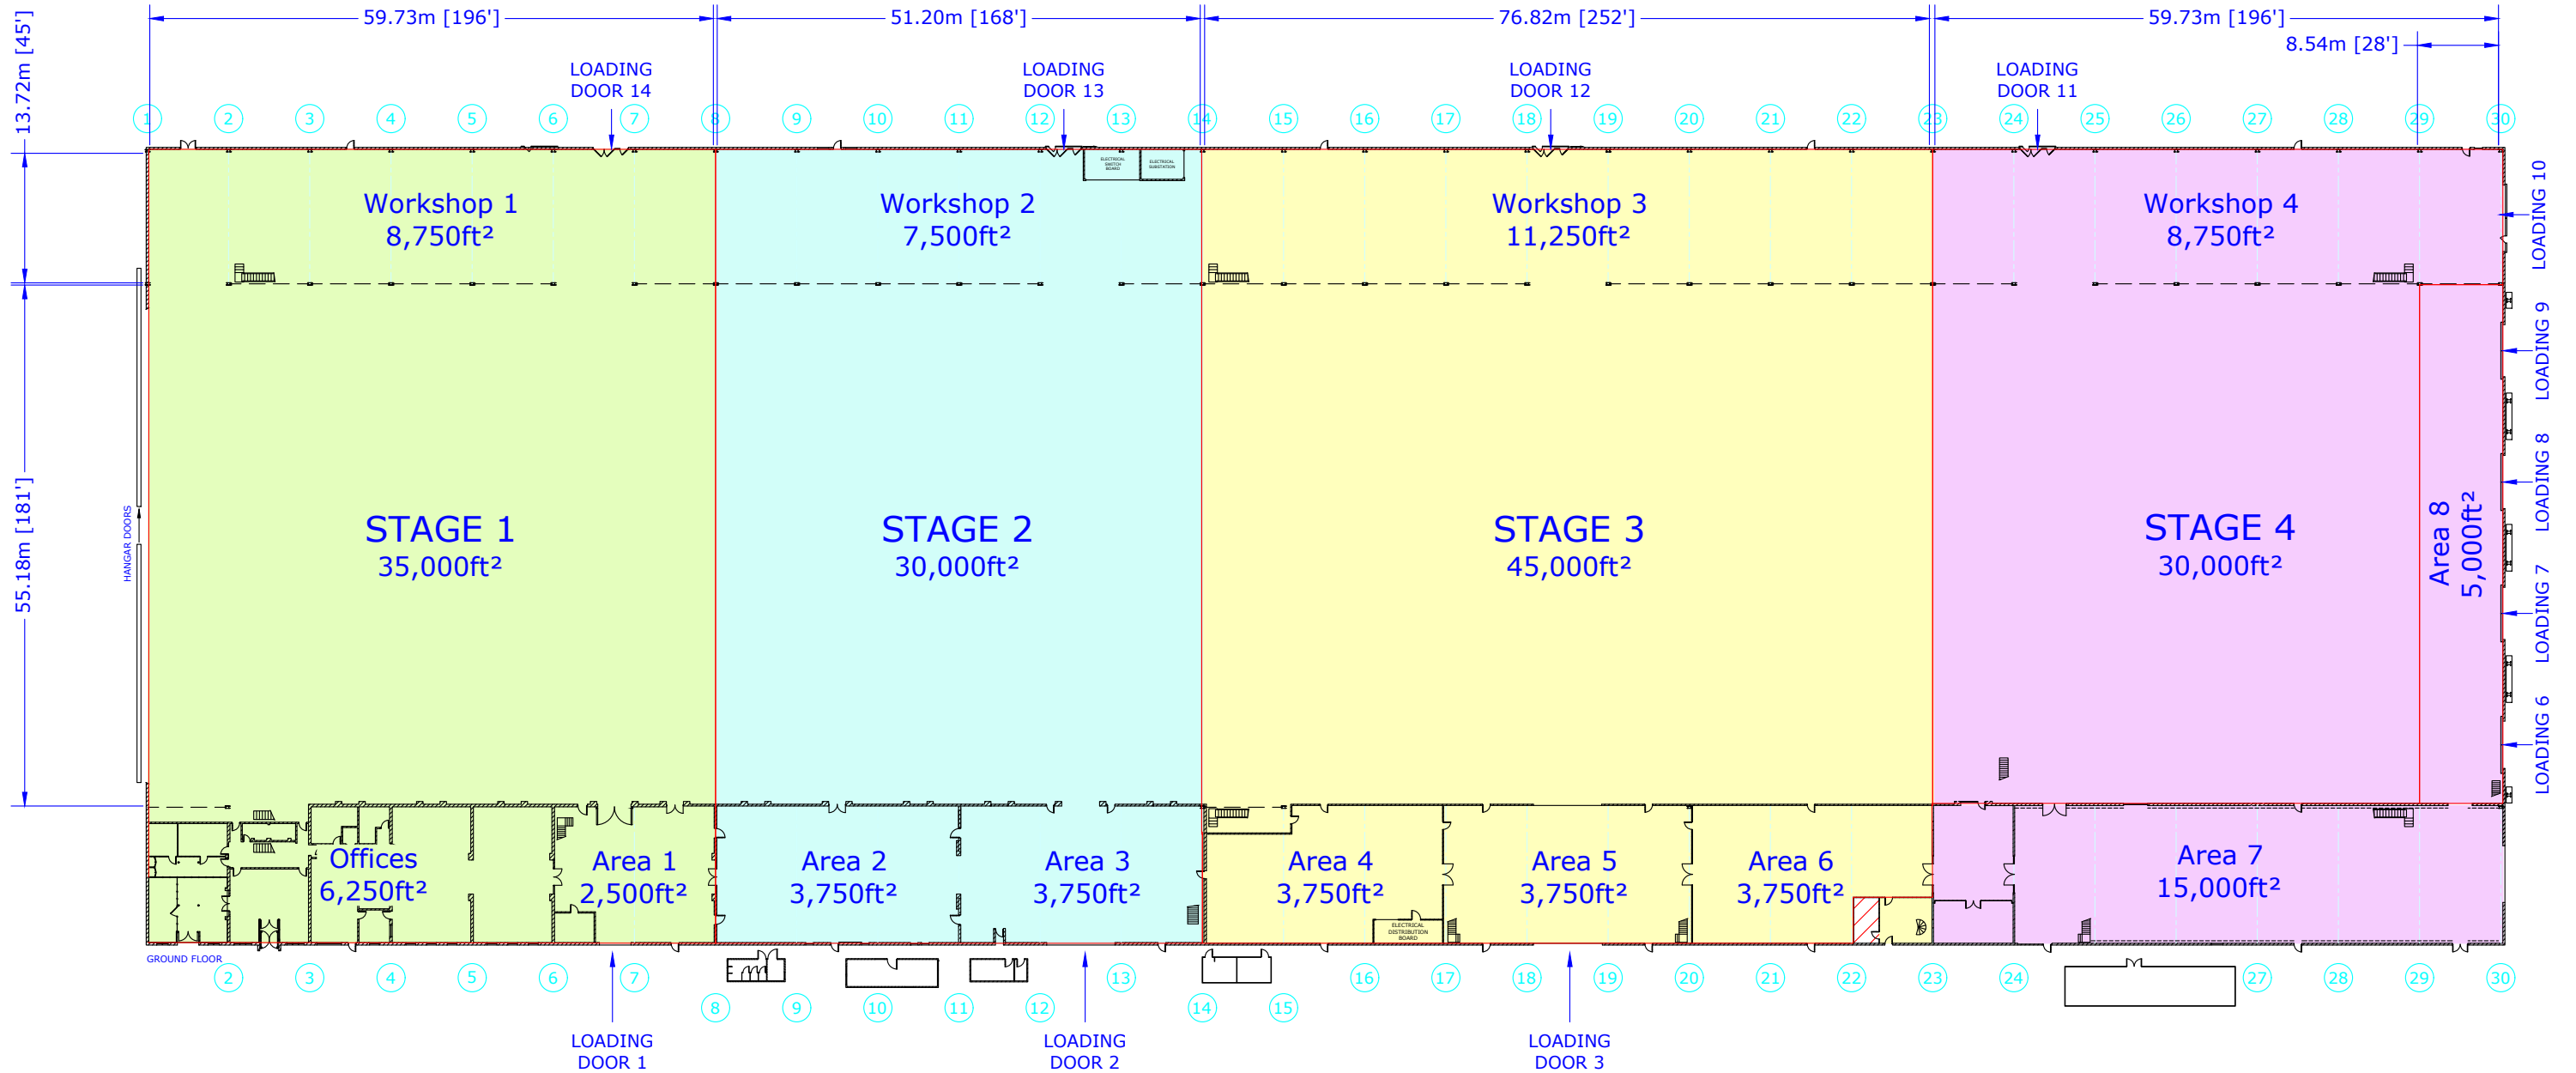 59.73m [196']
51.20m [168']
76.82m [252']
59.73m [196']
8.54m [28']
13.72m [45']
55.18m [181']
LOADING
DOOR 14
LOADING
DOOR 13
LOADING
DOOR 12
LOADING
DOOR 11
1 2 3 4 5 6 7 8 9 10 11 12 13 14 15 16 17 18 19 20 21 22 23 24 25 26 27 28 29 30
ELECTRICAL
SWITCH
BOARD
ELECTRICAL
SUBSTATION
Workshop 1
8,750ft²
Workshop 2
7,500ft²
Workshop 3
11,250ft²
Workshop 4
8,750ft²
LOADING 10
LOADING 9
LOADING 8
LOADING 7
LOADING 6
HANGAR DOORS
STAGE 1
35,000ft²
STAGE 2
30,000ft²
STAGE 3
45,000ft²
STAGE 4
30,000ft²
Area 8
5,000ft²
Offices
6,250ft²
Area 1
2,500ft²
Area 2
3,750ft²
Area 3
3,750ft²
Area 4
3,750ft²
Area 5
3,750ft²
Area 6
3,750ft²
Area 7
15,000ft²
ELECTRICAL
DISTRIBUTION
BOARD
GROUND FLOOR
2 3 4 5 6 7 13 16 17 18 19 20 21 22 23 24 27 28 29 30
8 9 10 11 12 14 15
LOADING
DOOR 1
LOADING
DOOR 2
LOADING
DOOR 3